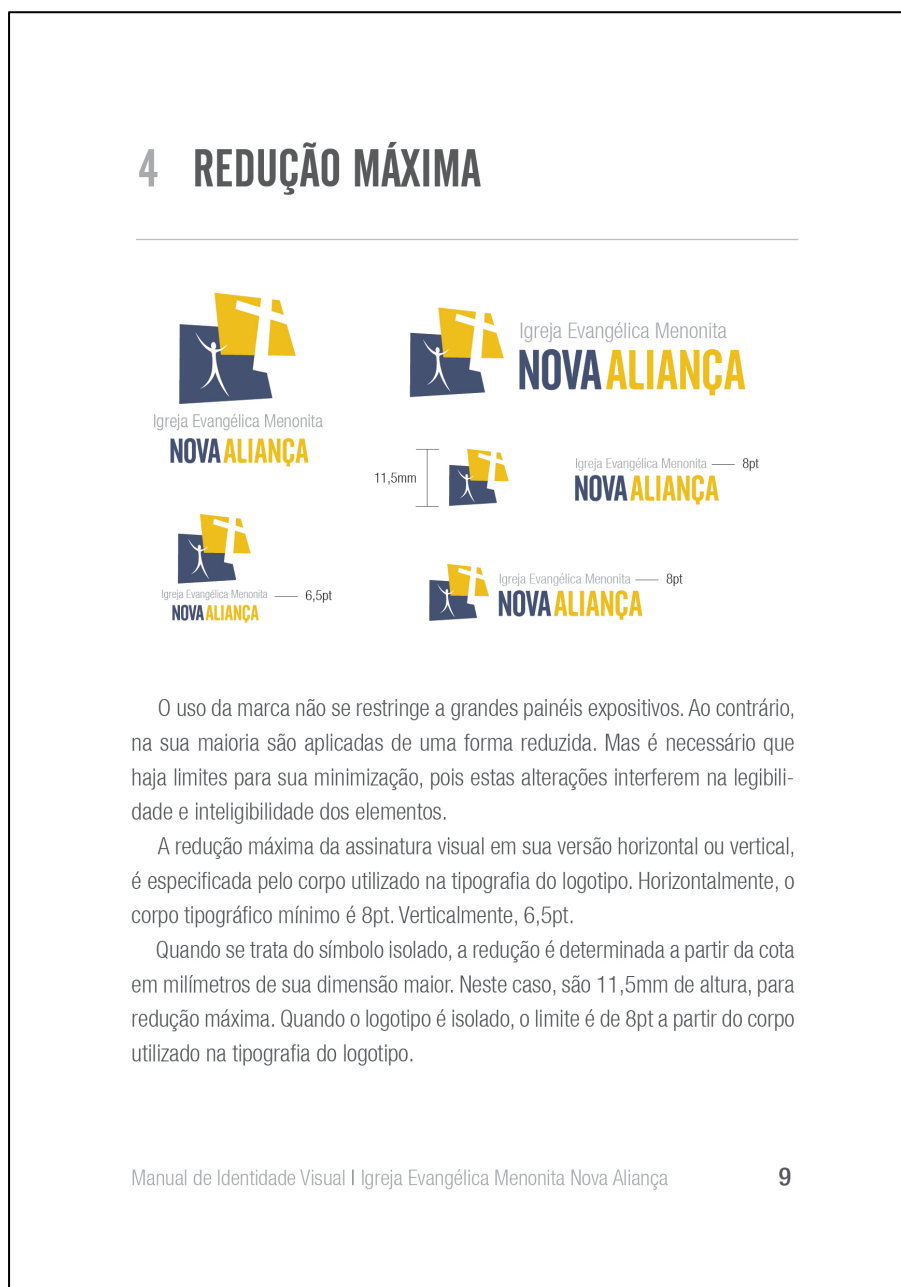 4 REDUÇÃO MÁXIMA
Igreja Evangélica Menonita
NOVA ALIANÇA
Igreja Evangélica Menonita
NOVA ALIANÇA
11,5mm
Igreja Evangélica Menonita 8pt
NOVA ALIANÇA
Igreja Evangélica Menonita 6,5pt
NOVA ALIANÇA
Igreja Evangélica Menonita 8pt
NOVA ALIANÇA
O uso da marca não se restringe a grandes painéis expositivos. Ao contrário,
na sua maioria são aplicadas de uma forma reduzida. Mas é necessário que
haja limites para sua minimização, pois estas alterações interferem na legibili-
dade e inteligibilidade dos elementos.
A redução máxima da assinatura visual em sua versão horizontal ou vertical,
é especificada pelo corpo utilizado na tipografia do logotipo. Horizontalmente, o
corpo tipográfico mínimo é 8pt. Verticalmente, 6,5pt.
Quando se trata do símbolo isolado, a redução é determinada a partir da cota
em milímetros de sua dimensão maior. Neste caso, são 11,5mm de altura, para
redução máxima. Quando o logotipo é isolado, o limite é de 8pt a partir do corpo
utilizado na tipografia do logotipo.
Manual de Identidade Visual | Igreja Evangélica Menonita Nova Aliança 9